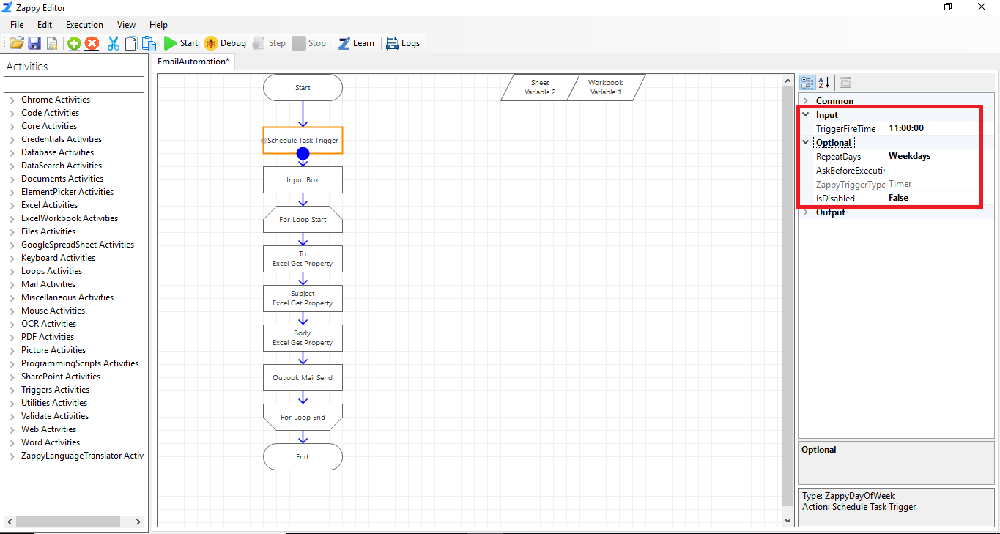 Zappy Editor
File Edit Execution View Help
Start Debug Step Stop Learn Logs
Activities
Chrome Activities
Code Activities
Core Activities
Credentials Activities
Database Activities
DataSearch Activities
Documents Activities
ElementPicker Activities
Excel Activities
ExcelWorkbook Activities
Files Activities
GoogleSpreadSheet Activities
Keyboard Activities
Loops Activities
Mail Activities
Miscellaneous Activities
Mouse Activities
OCR Activities
PDF Activities
Picture Activities
ProgrammingScripts Activities
SharePoint Activities
Triggers Activities
Utilities Activities
Validate Activities
Web Activities
Word Activities
ZappyLanguageTranslator Activ
EmailAutomation*
Start
Schedule Task Trigger
Input Box
For Loop Start
To
Excel Get Property
Subject
Excel Get Property
Body
Excel Get Property
Outlook Mail Send
For Loop End
End
Sheet
Variable 2
Workbook
Variable 1
Common
Input
TriggerFireTime 11:00:00
Optional
RepeatDays Weekdays
AskBeforeExecutin
ZappyTriggerType Timer
IsDisabled False
Output
Optional
Type: ZappyDayOfWeek
Action: Schedule Task Trigger